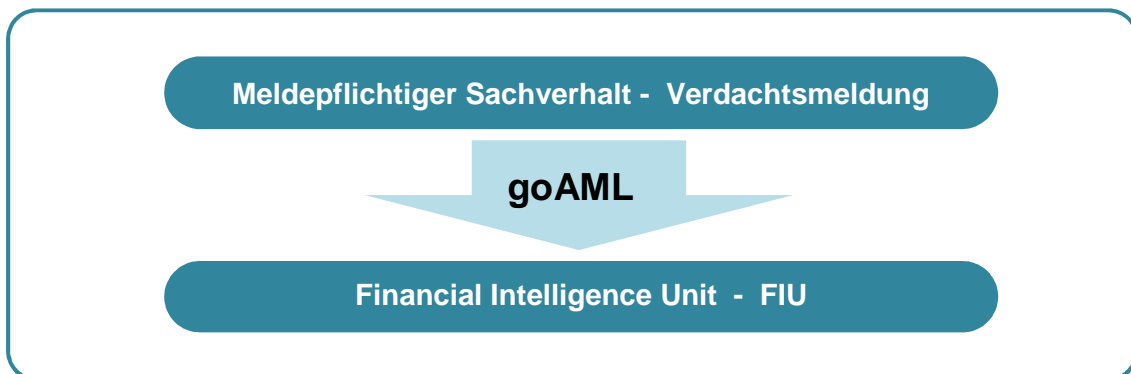 Meldepflichtiger Sachverhalt - Verdachtsmeldung
goAML
Financial Intelligence Unit - FIU